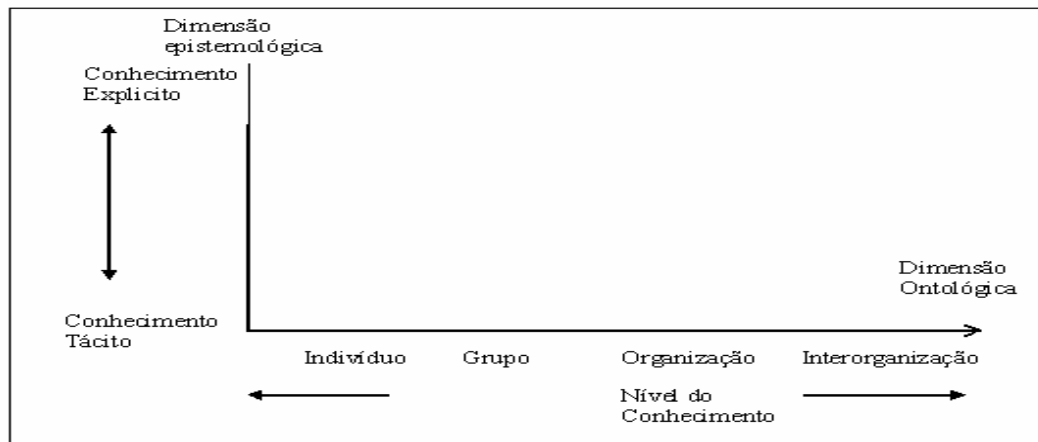 Dimensão
epistemológica
Conhecimento
Explicito
Dimensão
Ontológica
Conhecimento
Tácito
Indivíduo
Grupo
Organização
Interorganização
Nível do
Conhecimento